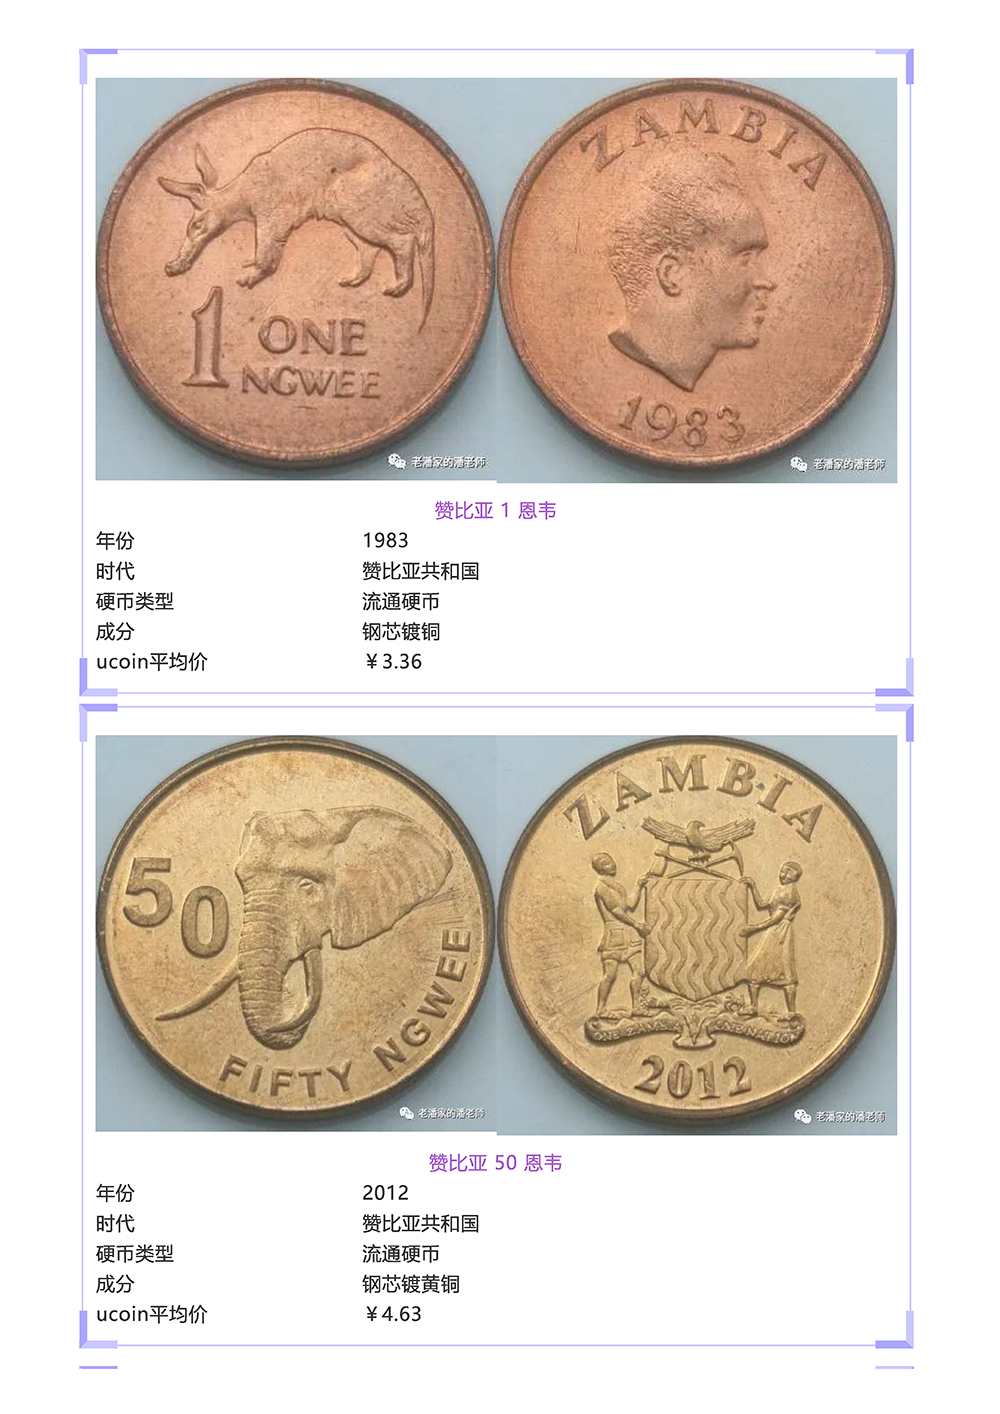 1 ONE
NGWEE
老潘家的潘老师
ZAMBIA
1983
老潘家的潘老师
赞比亚 1 恩韦
年份 1983
时代 赞比亚共和国
硬币类型 流通硬币
成分 钢芯镀铜
ucoin平均价 ￥3.36
50
FIFTY NGWEE
老潘家的潘老师
ZAMBIA
ONE ZAMBIA ONE NATION
2012
老潘家的潘老师
赞比亚 50 恩韦
年份 2012
时代 赞比亚共和国
硬币类型 流通硬币
成分 钢芯镀黄铜
ucoin平均价 ￥4.63